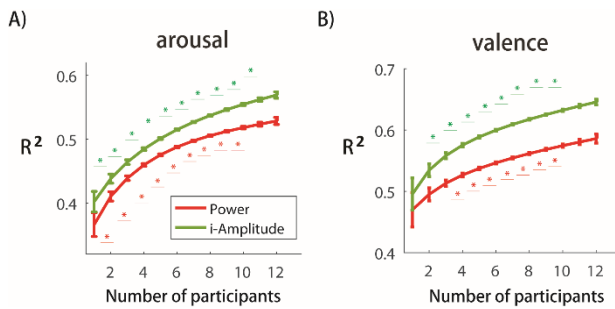 A)
arousal
0.6
0.5
0.4
R²
Power
i-Amplitude
2 4 6 8 10 12
Number of participants
B)
valence
0.7
0.6
0.5
0.4
R²
2 4 6 8 10 12
Number of participants